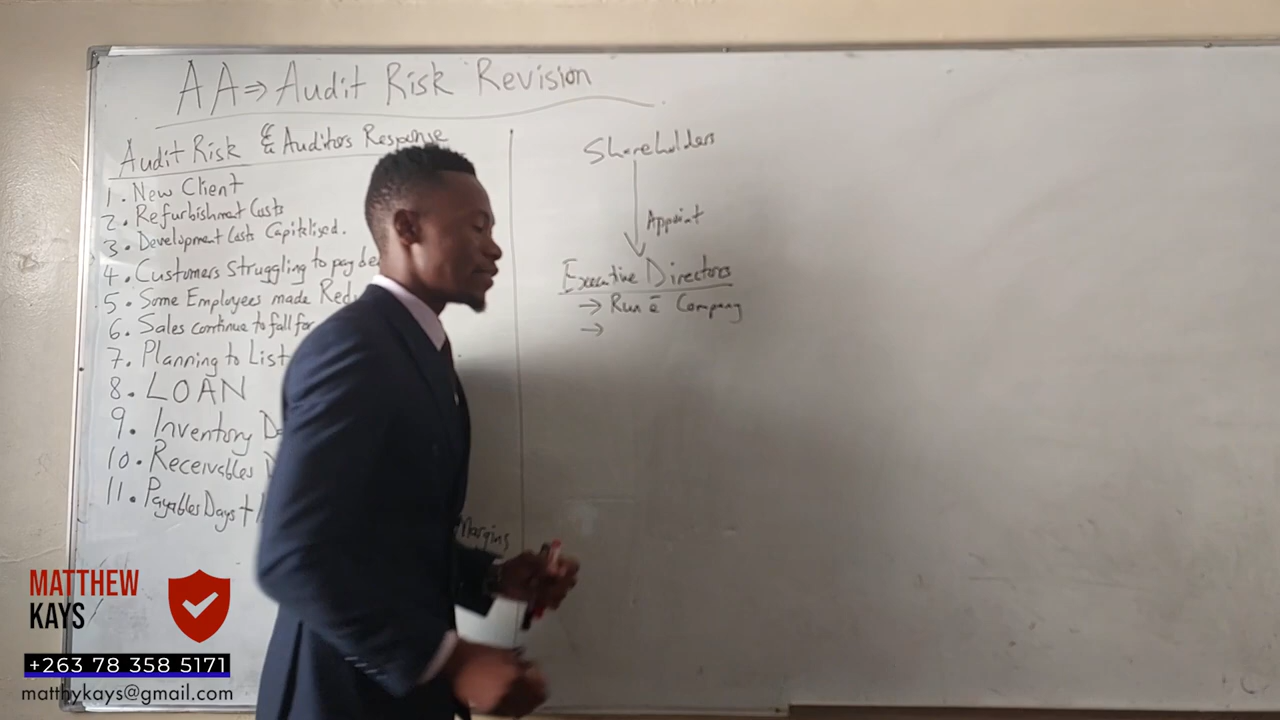 AA⇒Audit Risk Revision
Audit Risk & Auditors Response
1. New Client
2. Refurbishment Costs
3. Development Costs Capitalised.
4. Customers Struggling to pay
5. Some Employees made
6. Sales continue to fall for
7. Planning to List
8. LOAN
9. Inventory
10. Receivables
11. Payables Days +
Margins
Shareholders
Appoint
Executive Directors
→ Run ē Company
→
MATTHEW
KAYS
+263 78 358 5171
matthykays@gmail.com